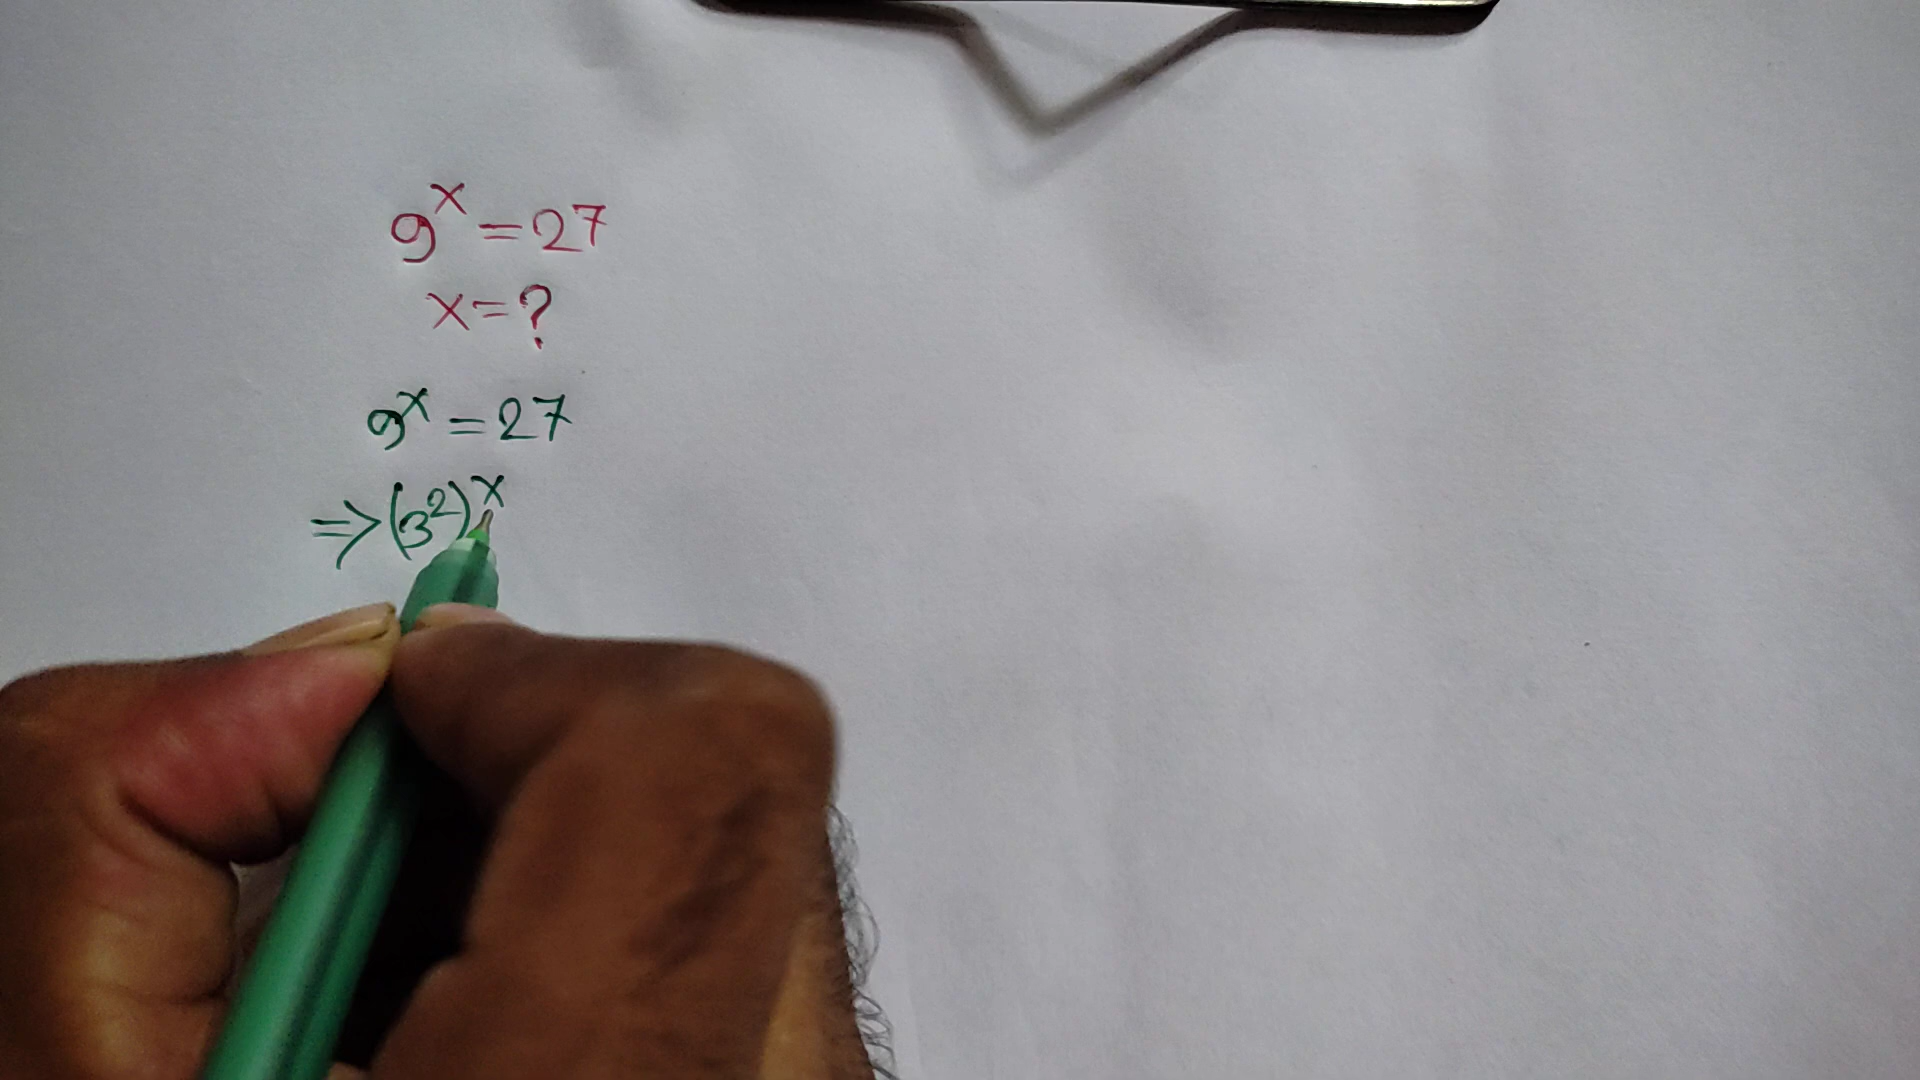 9^x = 27
x = ?
9^x = 27
⇒ (3^2)^x